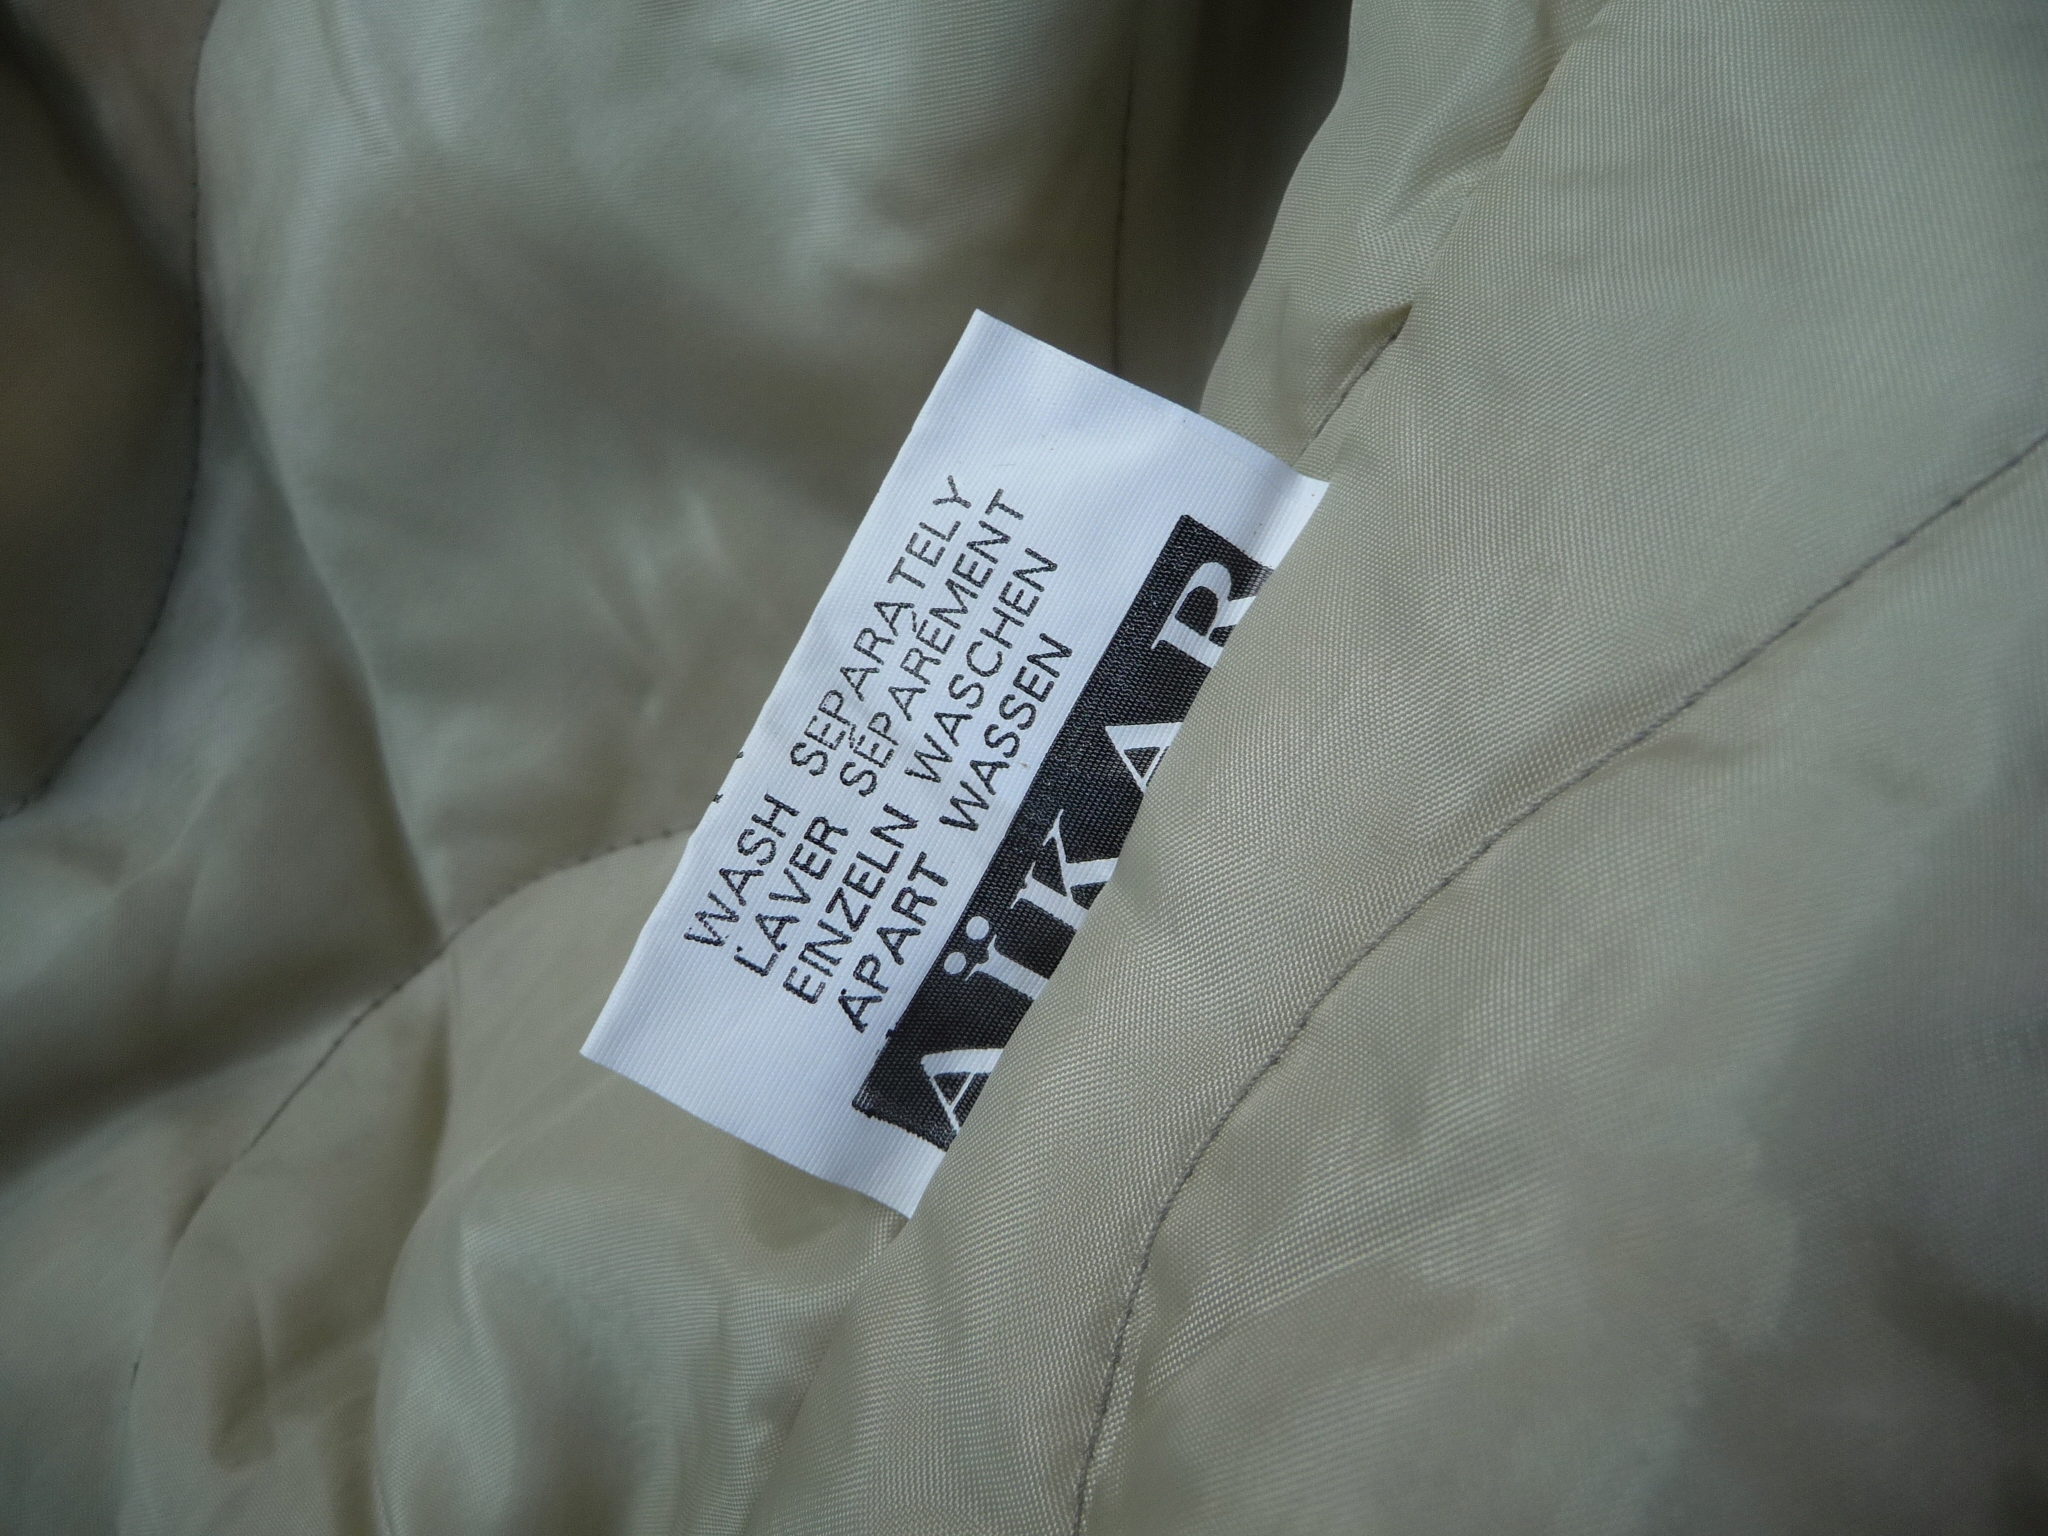 WASH SEPARATELY
LAVER SÉPARÉMENT
EINZELN WASCHEN
APART WASSEN
AÏKAR